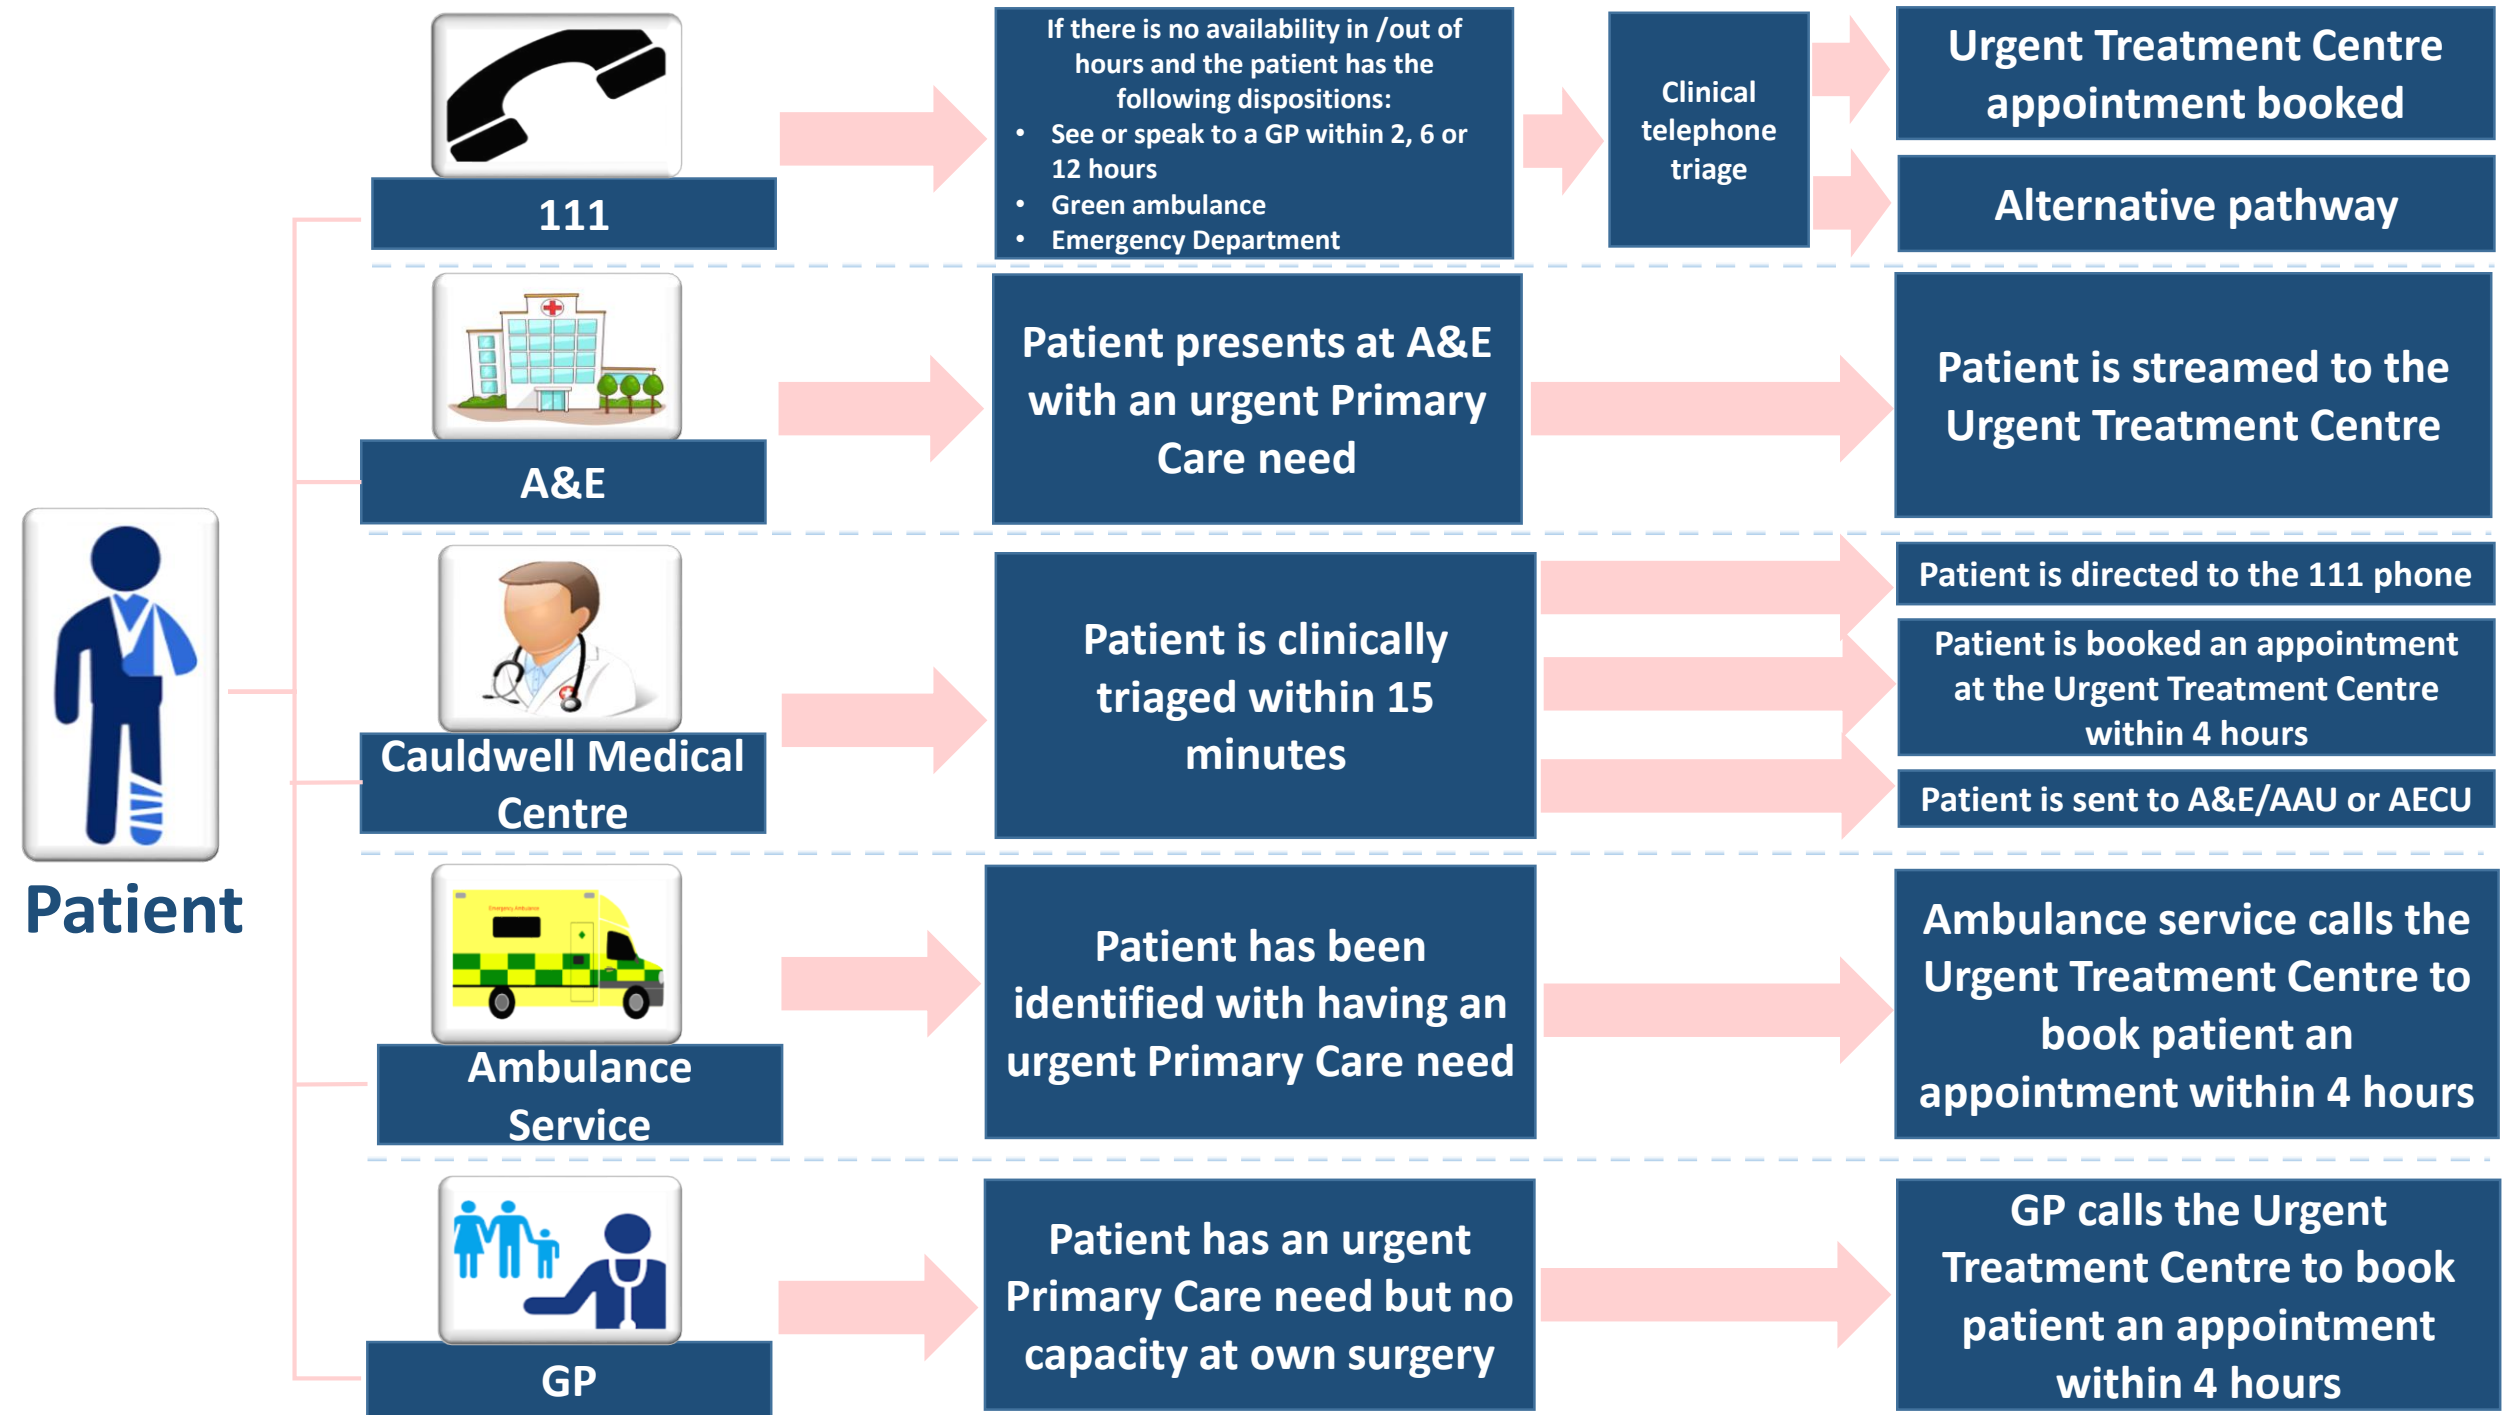 111
If there is no availability in /out of
hours and the patient has the
following dispositions:
• See or speak to a GP within 2, 6 or
12 hours
• Green ambulance
• Emergency Department
Clinical
telephone
triage
Urgent Treatment Centre
appointment booked
Alternative pathway
A&E
Patient presents at A&E
with an urgent Primary
Care need
Patient is streamed to the
Urgent Treatment Centre
Patient
Cauldwell Medical
Centre
Patient is clinically
triaged within 15
minutes
Patient is directed to the 111 phone
Patient is booked an appointment
at the Urgent Treatment Centre
within 4 hours
Patient is sent to A&E/AAU or AECU
Emergency Ambulance
Ambulance
Service
Patient has been
identified with having an
urgent Primary Care need
Ambulance service calls the
Urgent Treatment Centre to
book patient an
appointment within 4 hours
GP
Patient has an urgent
Primary Care need but no
capacity at own surgery
GP calls the Urgent
Treatment Centre to book
patient an appointment
within 4 hours